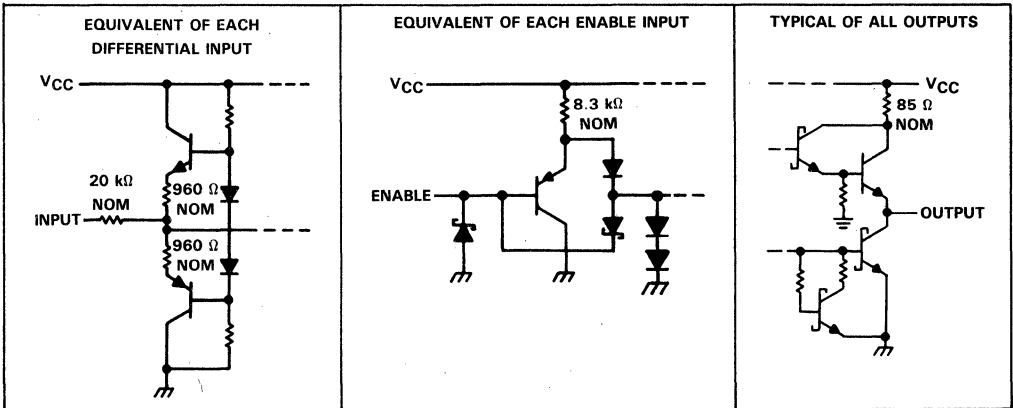 EQUIVALENT OF EACH
DIFFERENTIAL INPUT
VCC
20 kΩ
NOM
960 Ω
NOM
INPUT
960 Ω
NOM
EQUIVALENT OF EACH ENABLE INPUT
VCC
8.3 kΩ
NOM
ENABLE
TYPICAL OF ALL OUTPUTS
VCC
85 Ω
NOM
OUTPUT